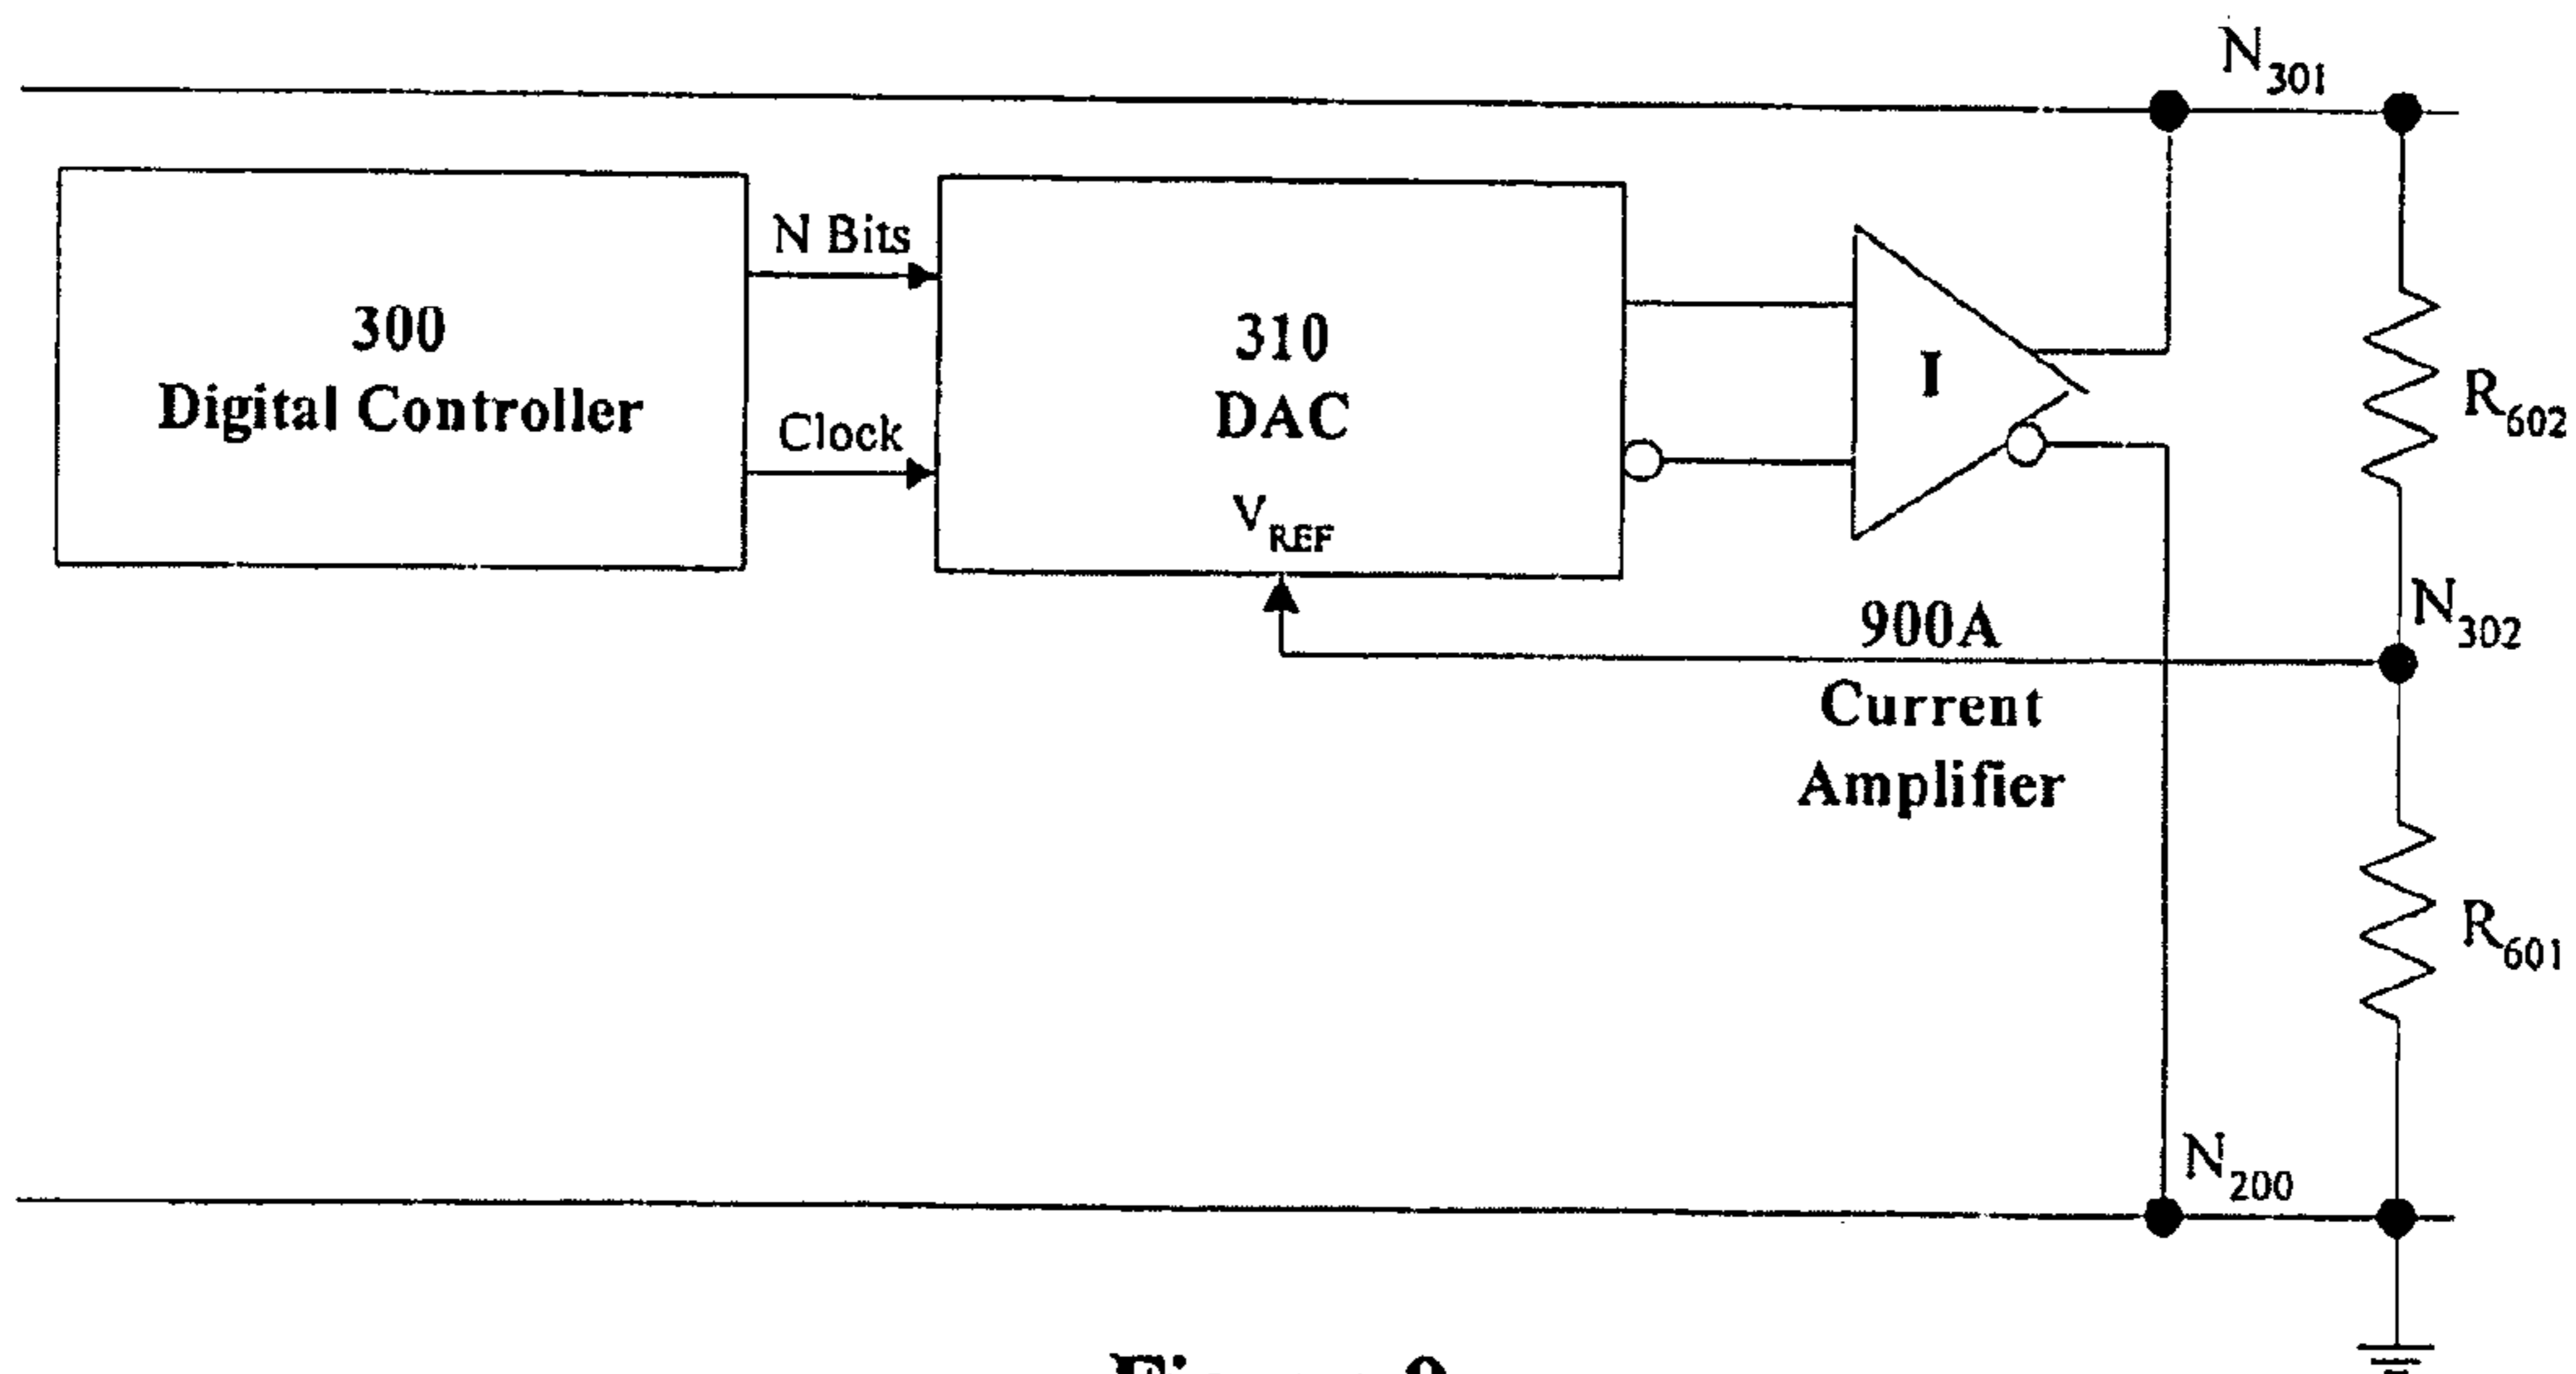 N301
N Bits
300
Digital Controller
Clock
310
DAC
VREF
I
R602
N302
900A
Current
Amplifier
R601
N200